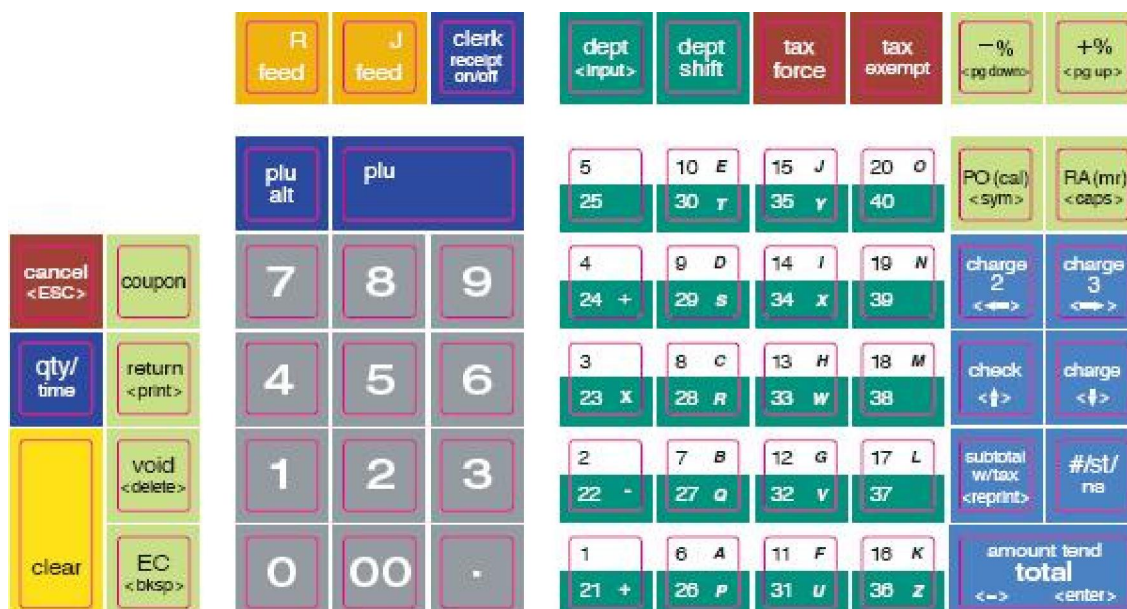 R feed
J feed
clerk receipt on/off
dept <input>
dept shift
tax force
tax exempt
-% <pg down>
+% <pg up>
plu alt
plu
5
25
10 E
30 T
15 J
35 Y
20 O
40
PO (cal) <sym>
RA (mr) <caps>
cancel <ESC>
coupon
7
8
9
4
24 +
9 D
29 S
14 I
34 X
19 N
39
charge 2 <⬅>
charge 3 <➡>
qty/ time
return <print>
4
5
6
3
23 X
8 C
28 R
13 H
33 W
18 M
38
check <⬆>
charge <⬇>
clear
void <delete>
1
2
3
2
22 -
7 B
27 Q
12 G
32 V
17 L
37
subtotal w/tax <reprint>
#/st/ ns
EC <bksp>
0
00
.
1
21 +
6 A
26 P
11 F
31 U
16 K
36 Z
amount tend
total
<-> <enter>